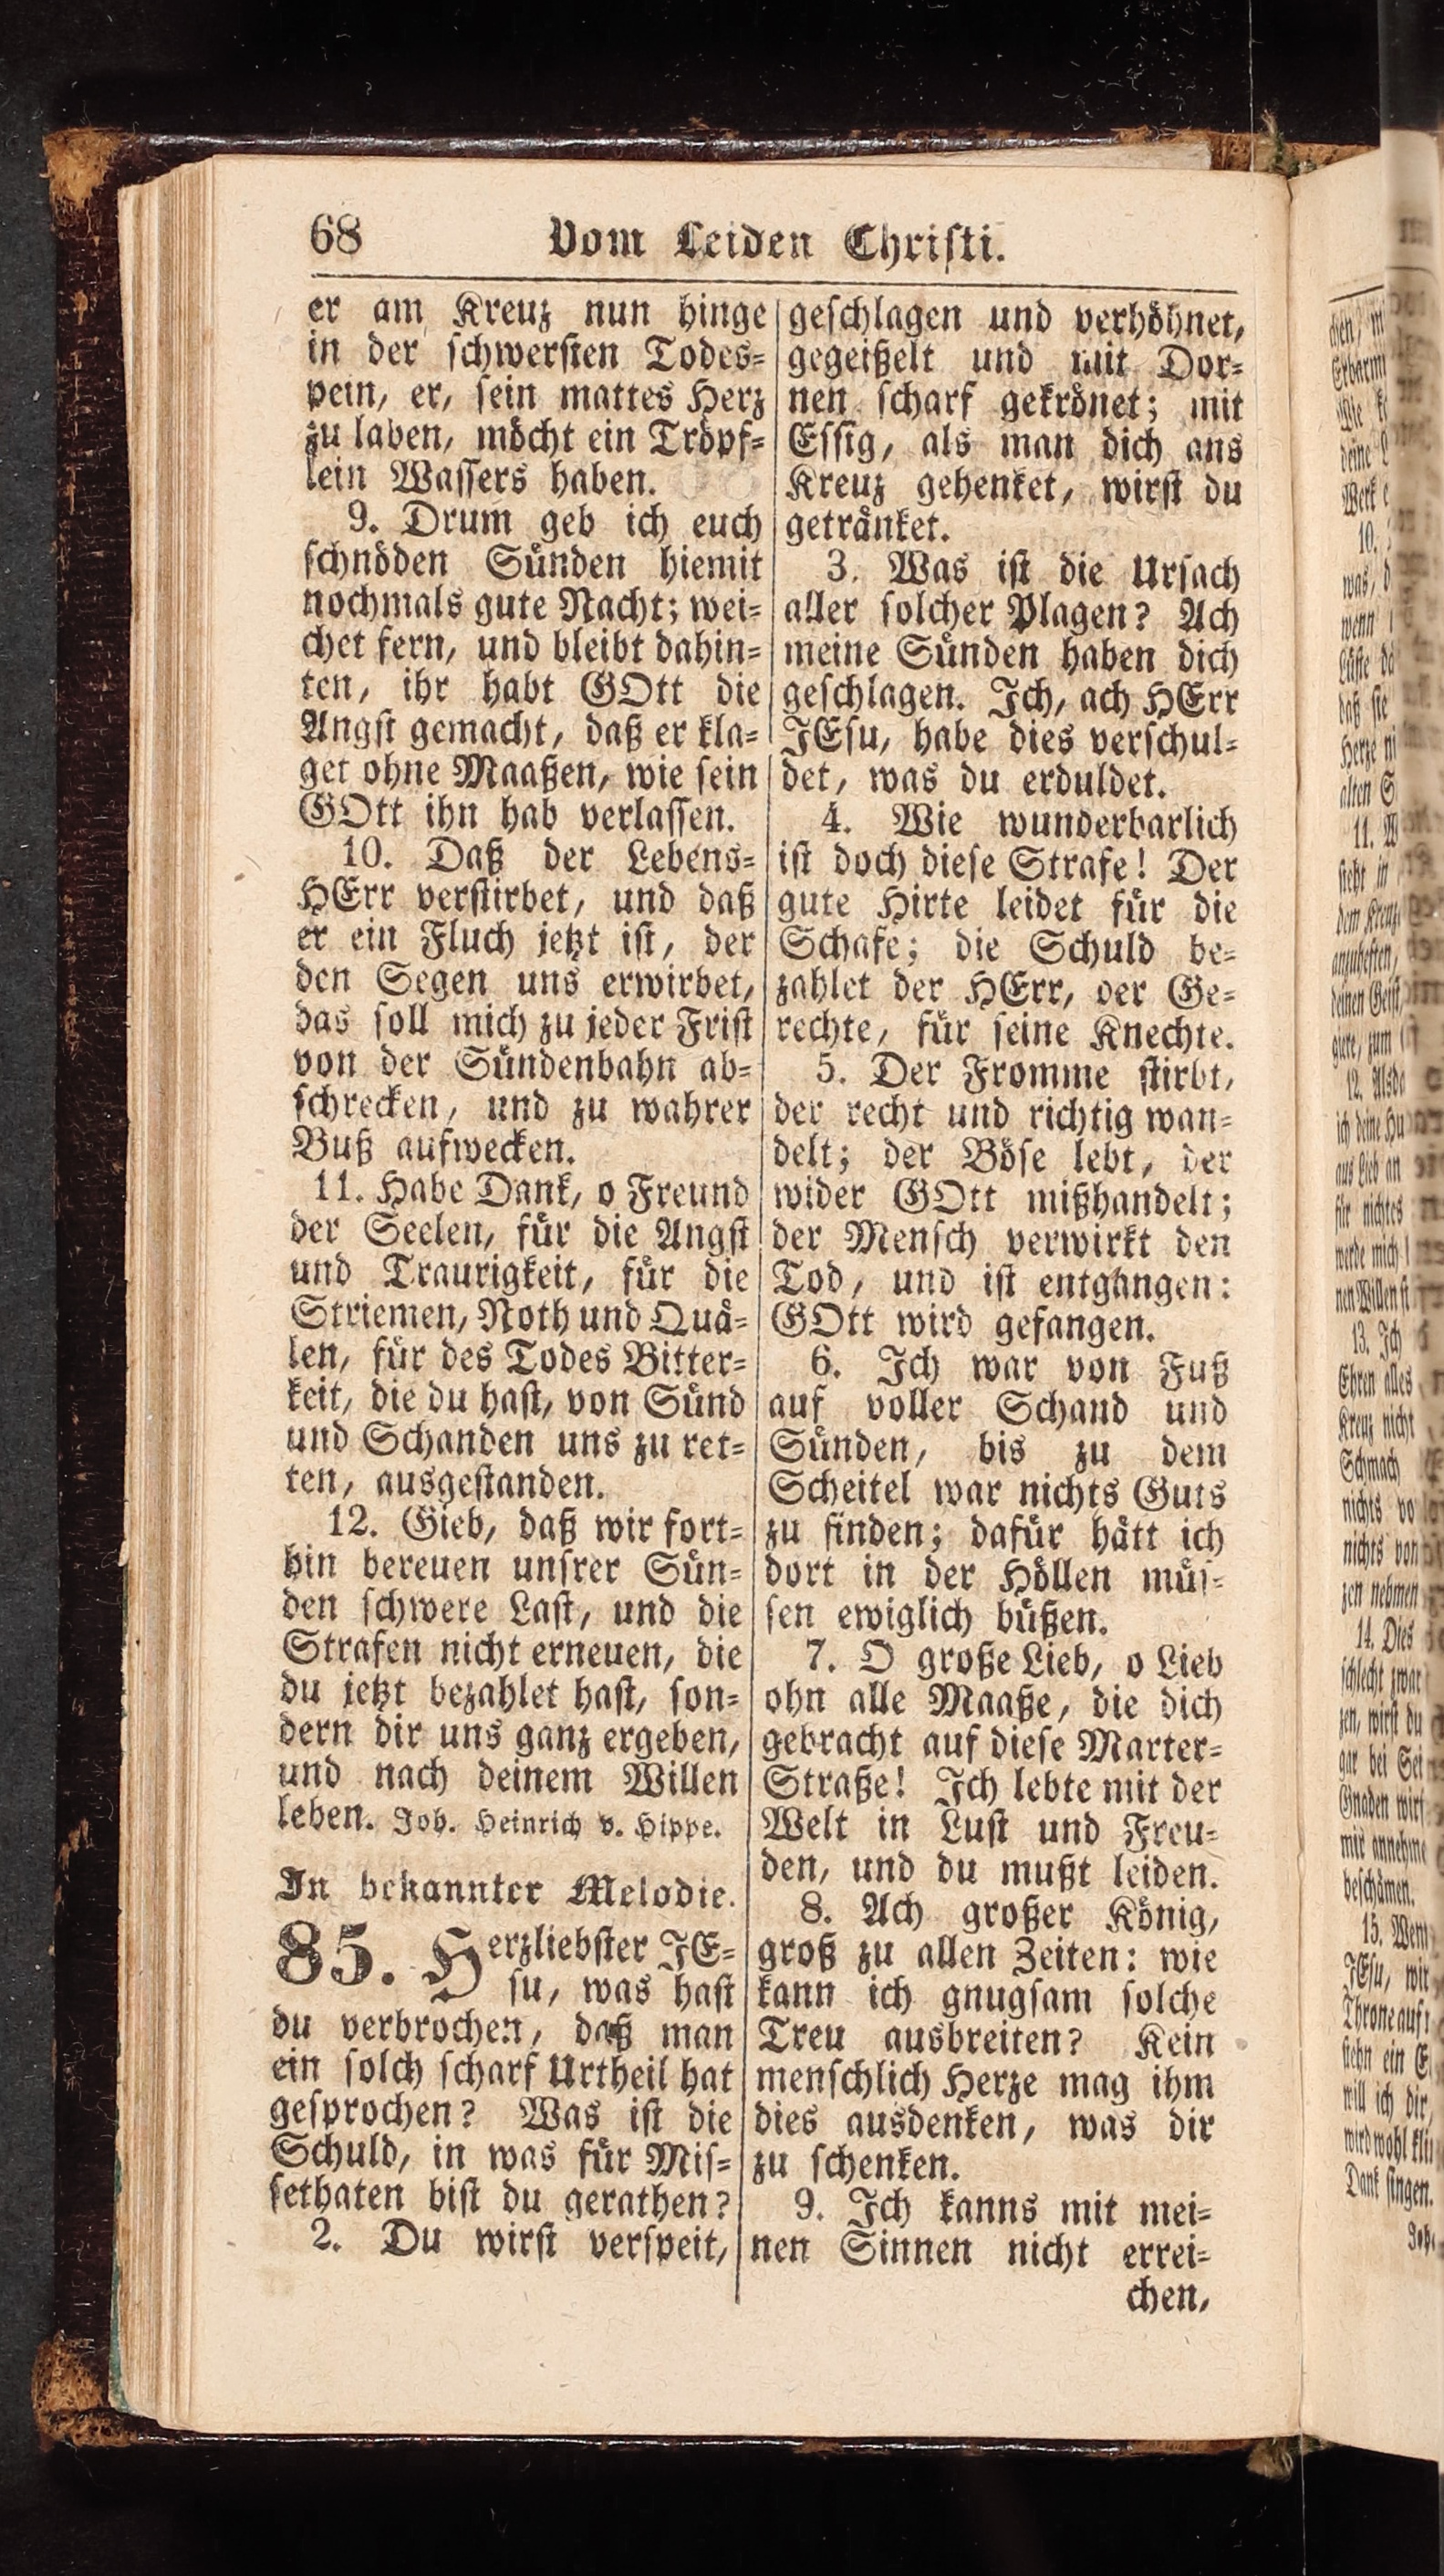 68 Vom Leiden Christi.
er am Kreuz nun hinge
in der schwersten Todes-
pein, er, sein mattes Herz
zu laben, möcht ein Tröpf-
lein Wassers haben.
9. Drum geb ich euch
schnöden Sünden hiemit
nochmals gute Nacht; wei-
chet fern, und bleibt dahin-
ten, ihr habt GOtt die
Angst gemacht, daß er kla-
get ohne Maaßen, wie sein
GOtt ihn hab verlassen.
10. Daß der Lebens-
HErr verstirbet, und daß
er ein Fluch jetzt ist, der
den Segen uns erwirbet,
das soll mich zu jeder Frist
von der Sündenbahn ab-
schrecken, und zu wahrer
Buß aufwecken.
11. Habe Dank, o Freund
der Seelen, für die Angst
und Traurigkeit, für die
Striemen, Noth und Quä-
len, für des Todes Bitter-
keit, die du hast, von Sünd
und Schanden uns zu ret-
ten, ausgestanden.
12. Gieb, daß wir fort-
hin bereuen unsrer Sün-
den schwere Last, und die
Strafen nicht erneuen, die
du jetzt bezahlet hast, son-
dern dir uns ganz ergeben,
und nach deinem Willen
leben. Joh. Heinrich v. Hippe.
In bekannter Melodie.
85. Herzliebster JE-
su, was hast
du verbrochen, daß man
ein solch scharf Urtheil hat
gesprochen? Was ist die
Schuld, in was für Mis-
sethaten bist du gerathen?
2. Du wirst verspeit,
geschlagen und verhöhnet,
gegeißelt und mit Dor-
nen scharf gekrönet; mit
Essig, als man dich ans
Kreuz gehenket, wirst du
getränket.
3. Was ist die Ursach
aller solcher Plagen? Ach
meine Sünden haben dich
geschlagen. Ich, ach HErr
JEsu, habe dies verschul-
det, was du erduldet.
4. Wie wunderbarlich
ist doch diese Strafe! Der
gute Hirte leidet für die
Schafe; die Schuld be-
zahlet der HErr, der Ge-
rechte, für seine Knechte.
5. Der Fromme stirbt,
der recht und richtig wan-
delt; der Böse lebt, der
wider GOtt mißhandelt;
der Mensch verwirkt den
Tod, und ist entgangen:
GOtt wird gefangen.
6. Ich war von Fuß
auf voller Schand und
Sünden, bis zu dem
Scheitel war nichts Guts
zu finden; dafür hätt ich
dort in der Höllen müs-
sen ewiglich büßen.
7. O große Lieb, o Lieb
ohn alle Maaße, die dich
gebracht auf diese Marter-
Straße! Ich lebte mit der
Welt in Lust und Freu-
den, und du mußt leiden.
8. Ach großer König,
groß zu allen Zeiten: wie
kann ich gnugsam solche
Treu ausbreiten? Kein
menschlich Herze mag ihm
dies ausdenken, was dir
zu schenken.
9. Ich kanns mit mei-
nen Sinnen nicht errei-
chen,